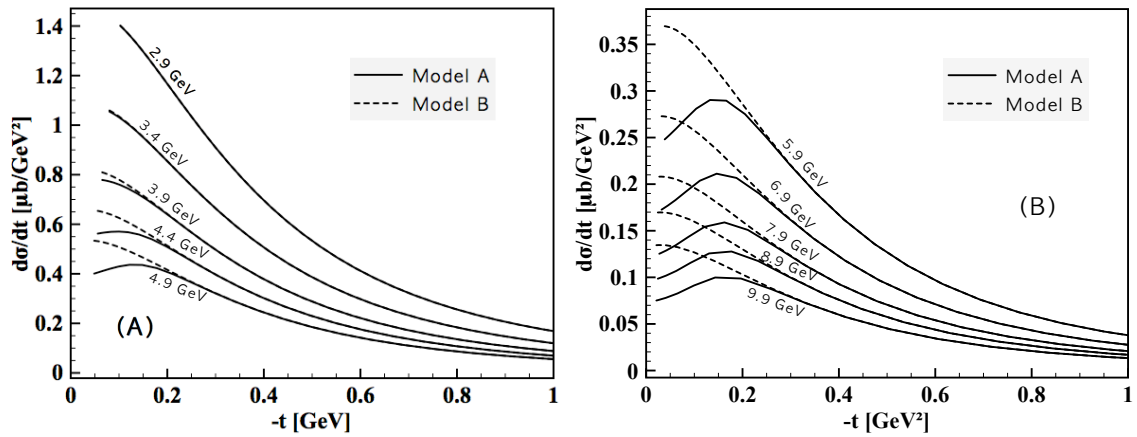 dσ/dt [μb/GeV²]
1.4
1.2
1
0.8
0.6
0.4
0.2
0
2.9 GeV
3.4 GeV
3.9 GeV
4.4 GeV
4.9 GeV
Model A
Model B
(A)
0 0.2 0.4 0.6 0.8 1
-t [GeV]
dσ/dt [μb/GeV²]
0.35
0.3
0.25
0.2
0.15
0.1
0.05
0
5.9 GeV
6.9 GeV
7.9 GeV
8.9 GeV
9.9 GeV
Model A
Model B
(B)
0 0.2 0.4 0.6 0.8 1
-t [GeV²]